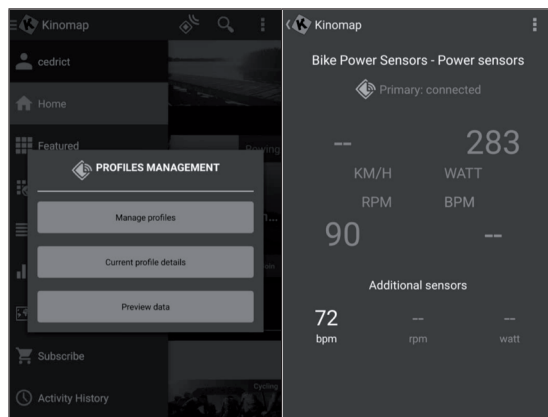 Kinomap
cedrict
Home
Featured
Rowing
PROFILES MANAGEMENT
Manage profiles
Current profile details
Preview data
Subscribe
Cycling
Activity History
Kinomap
Bike Power Sensors - Power sensors
Primary: connected
-- 283
KM/H WATT
RPM BPM
90 --
Additional sensors
72 -- --
bpm rpm watt